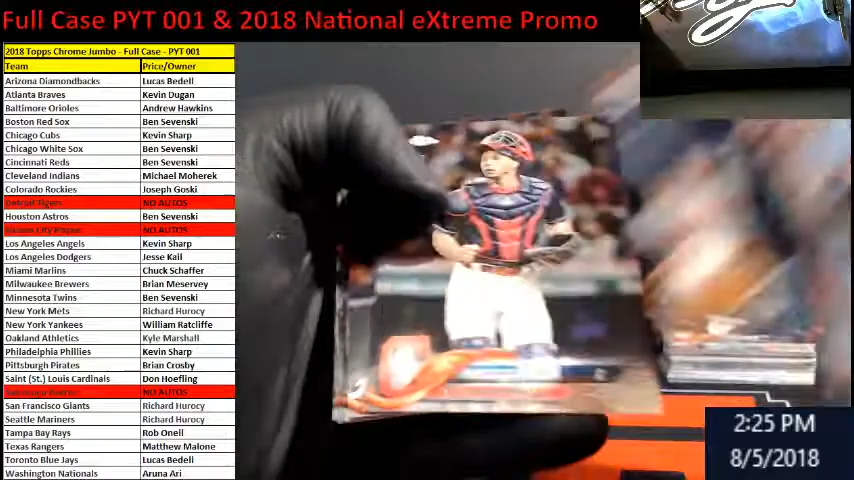 Full Case PYT 001 & 2018 National eXtreme Promo
2018 Topps Chrome Jumbo - Full Case - PYT 001
Team Price/Owner
Arizona Diamondbacks Lucas Bedell
Atlanta Braves Kevin Dugan
Baltimore Orioles Andrew Hawkins
Boston Red Sox Ben Sevenski
Chicago Cubs Kevin Sharp
Chicago White Sox Ben Sevenski
Cincinnati Reds Ben Sevenski
Cleveland Indians Michael Moherek
Colorado Rockies Joseph Goski
Detroit Tigers NO AUTOS
Houston Astros Ben Sevenski
Kansas City Royals NO AUTOS
Los Angeles Angels Kevin Sharp
Los Angeles Dodgers Jesse Kail
Miami Marlins Chuck Schaffer
Milwaukee Brewers Brian Meservey
Minnesota Twins Ben Sevenski
New York Mets Richard Hurocy
New York Yankees William Ratcliffe
Oakland Athletics Kyle Marshall
Philadelphia Phillies Kevin Sharp
Pittsburgh Pirates Brian Crosby
Saint (St.) Louis Cardinals Don Hoefling
NO AUTOS
San Francisco Giants Richard Hurocy
Seattle Mariners Richard Hurocy
Tampa Bay Rays Rob Oneil
Texas Rangers Matthew Malone
Toronto Blue Jays Lucas Bedell
Washington Nationals Aruna Ari
2:25 PM
8/5/2018